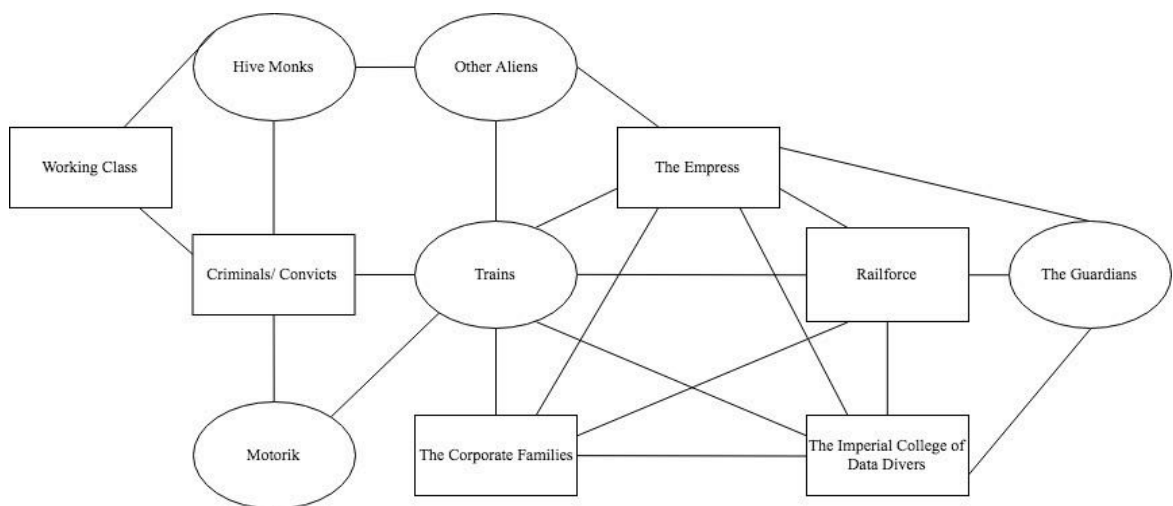 Hive Monks
Other Aliens
Working Class
The Empress
Criminals/ Convicts
Trains
Railforce
The Guardians
Motorik
The Corporate Families
The Imperial College of
Data Divers